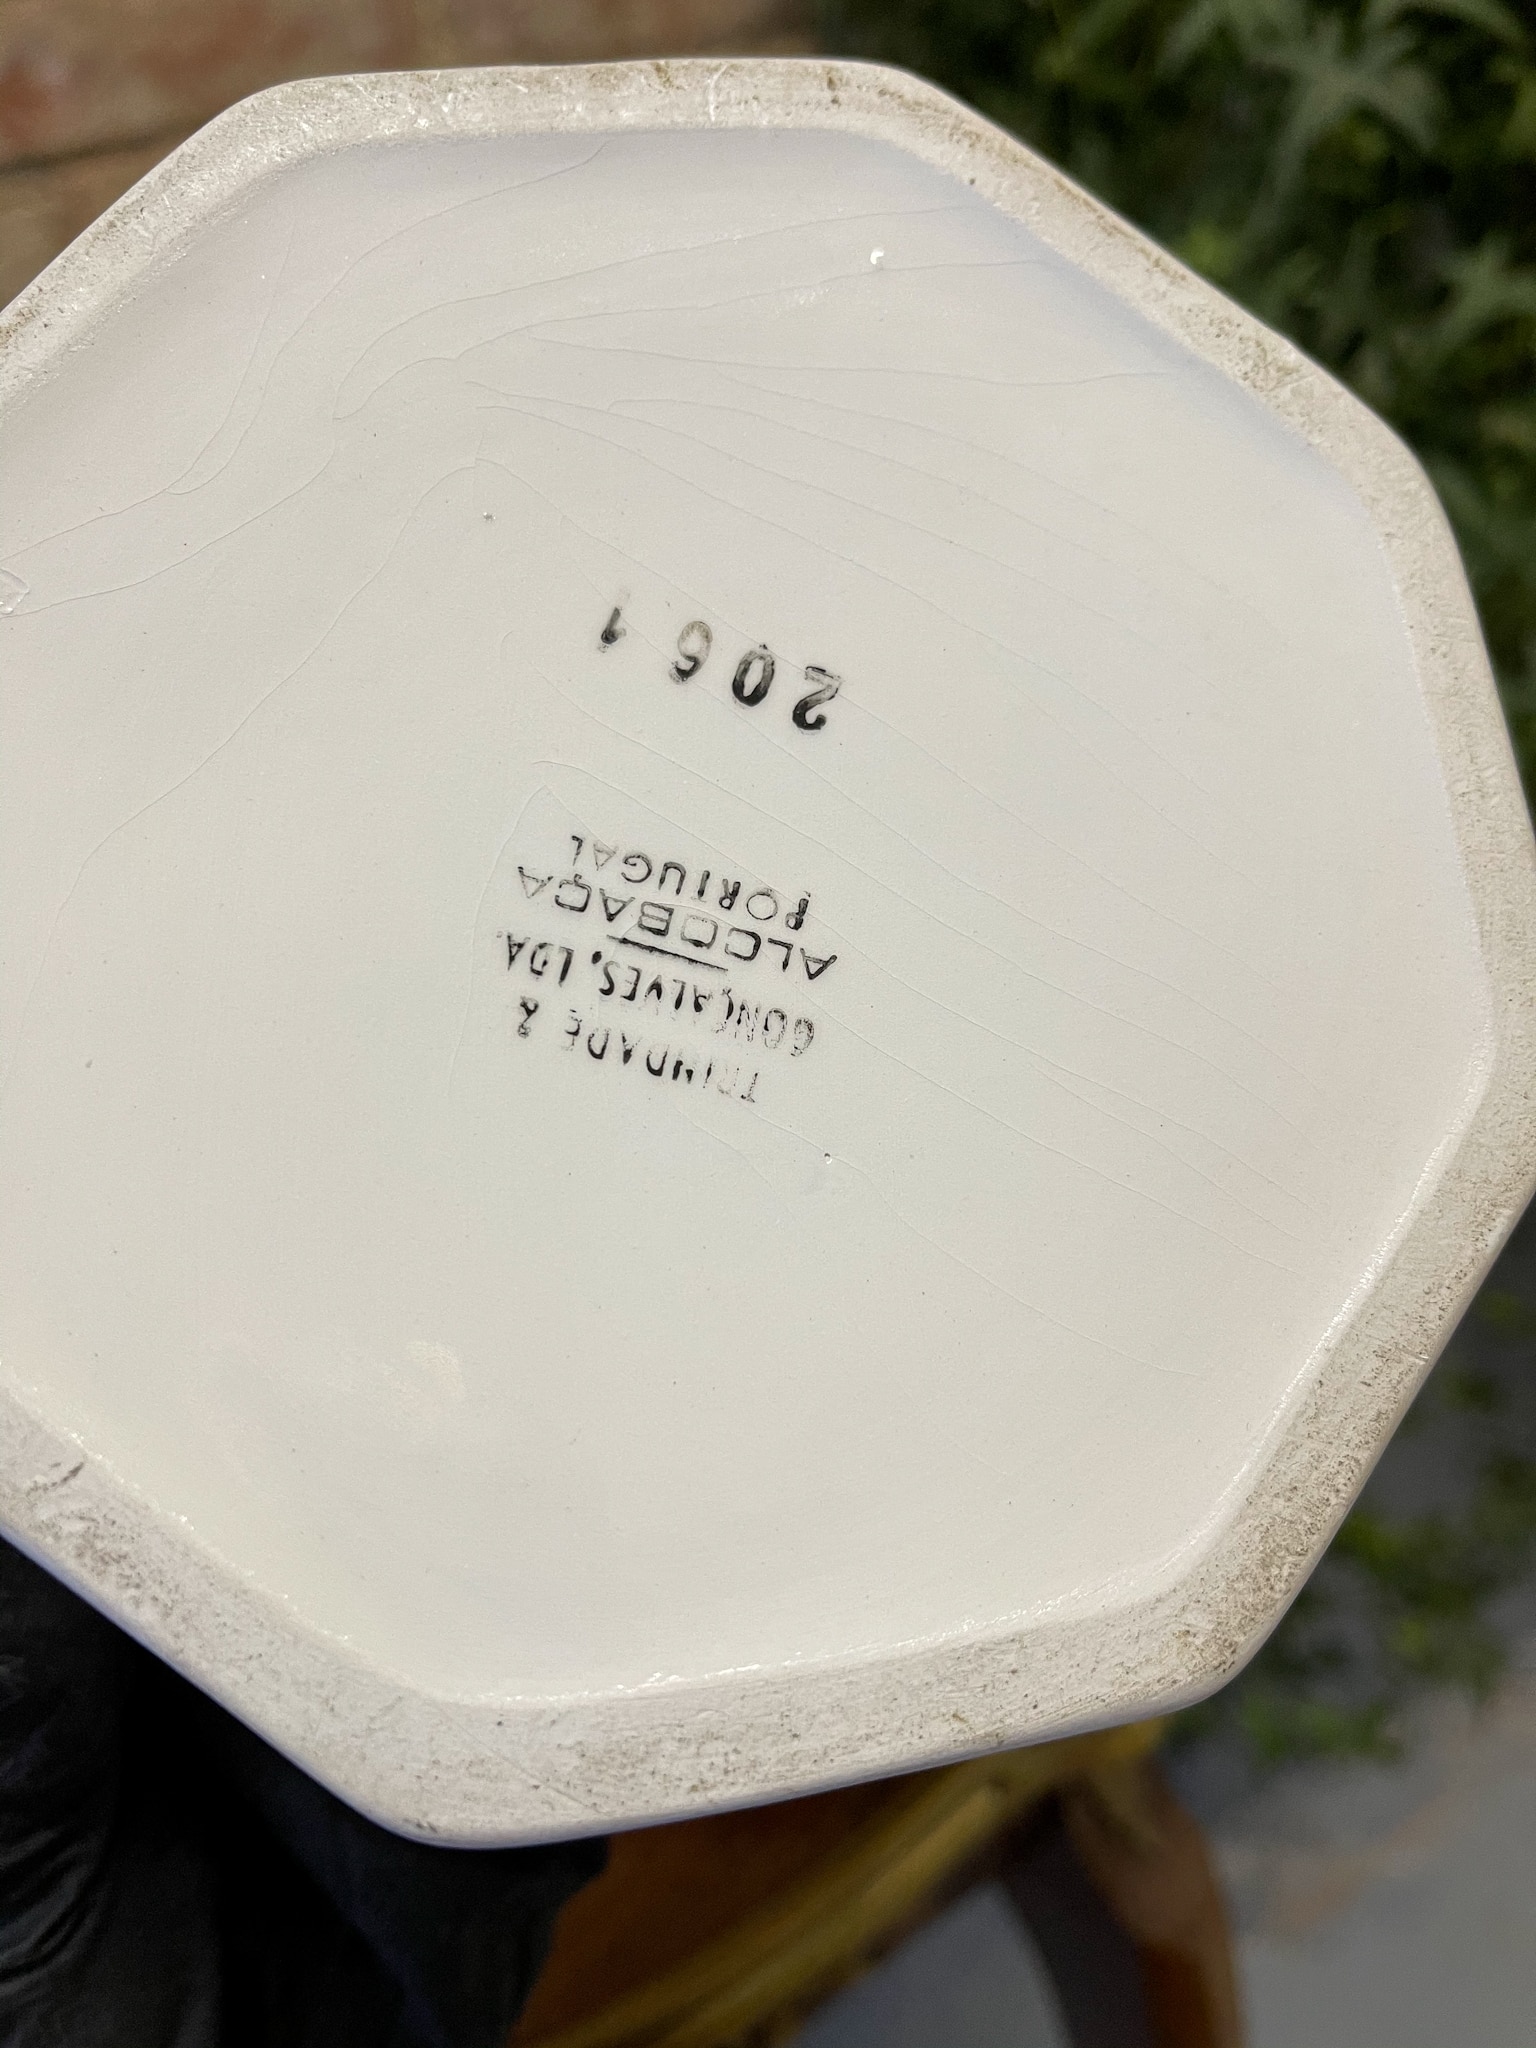 TRINDADE &
GONÇALVES, LDA.
ALCOBAÇA
PORTUGAL
2061